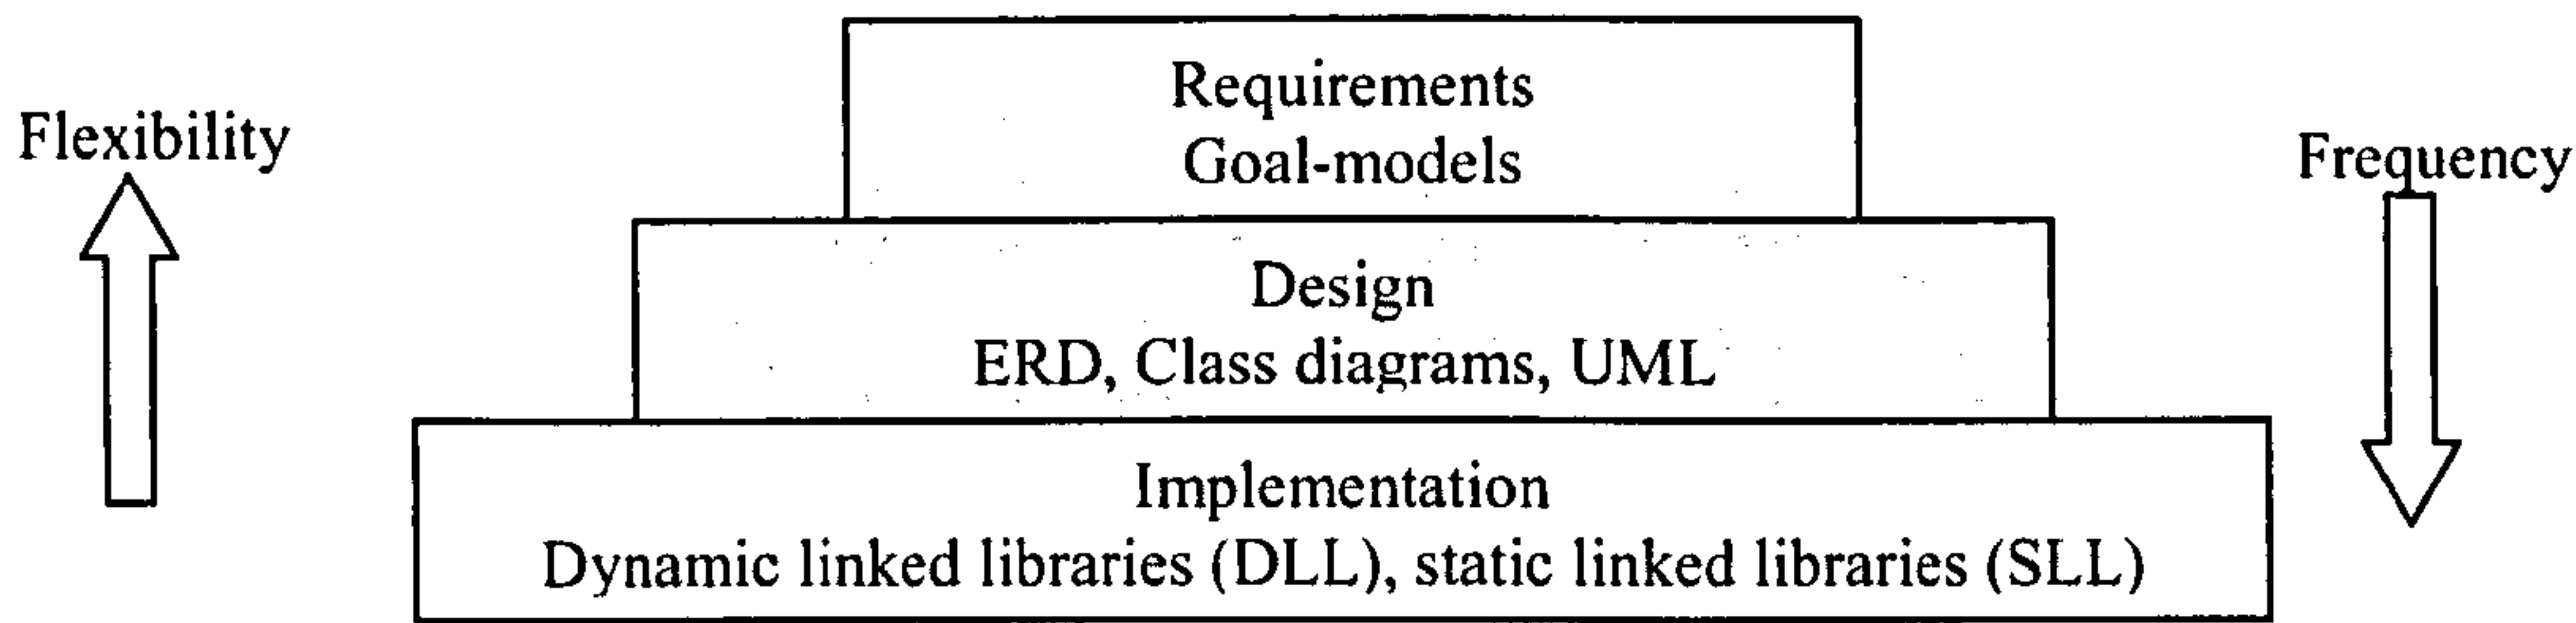 Requirements
Goal-models
Flexibility
Frequency
Design
ERD, Class diagrams, UML
Implementation
Dynamic linked libraries (DLL), static linked libraries (SLL)